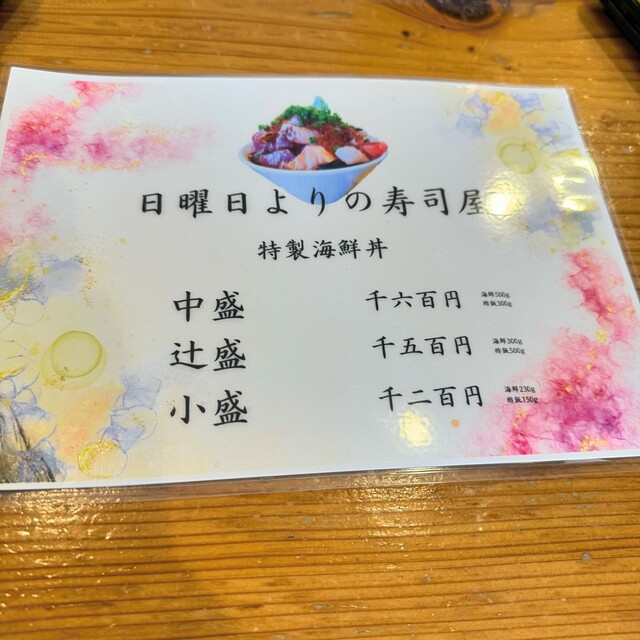 日曜日よりの寿司屋
特製海鮮丼
中盛 千六百円 海鮮500g
酢飯300g
辻盛 千五百円 海鮮300g
酢飯500g
小盛 千二百円 海鮮230g
酢飯150g